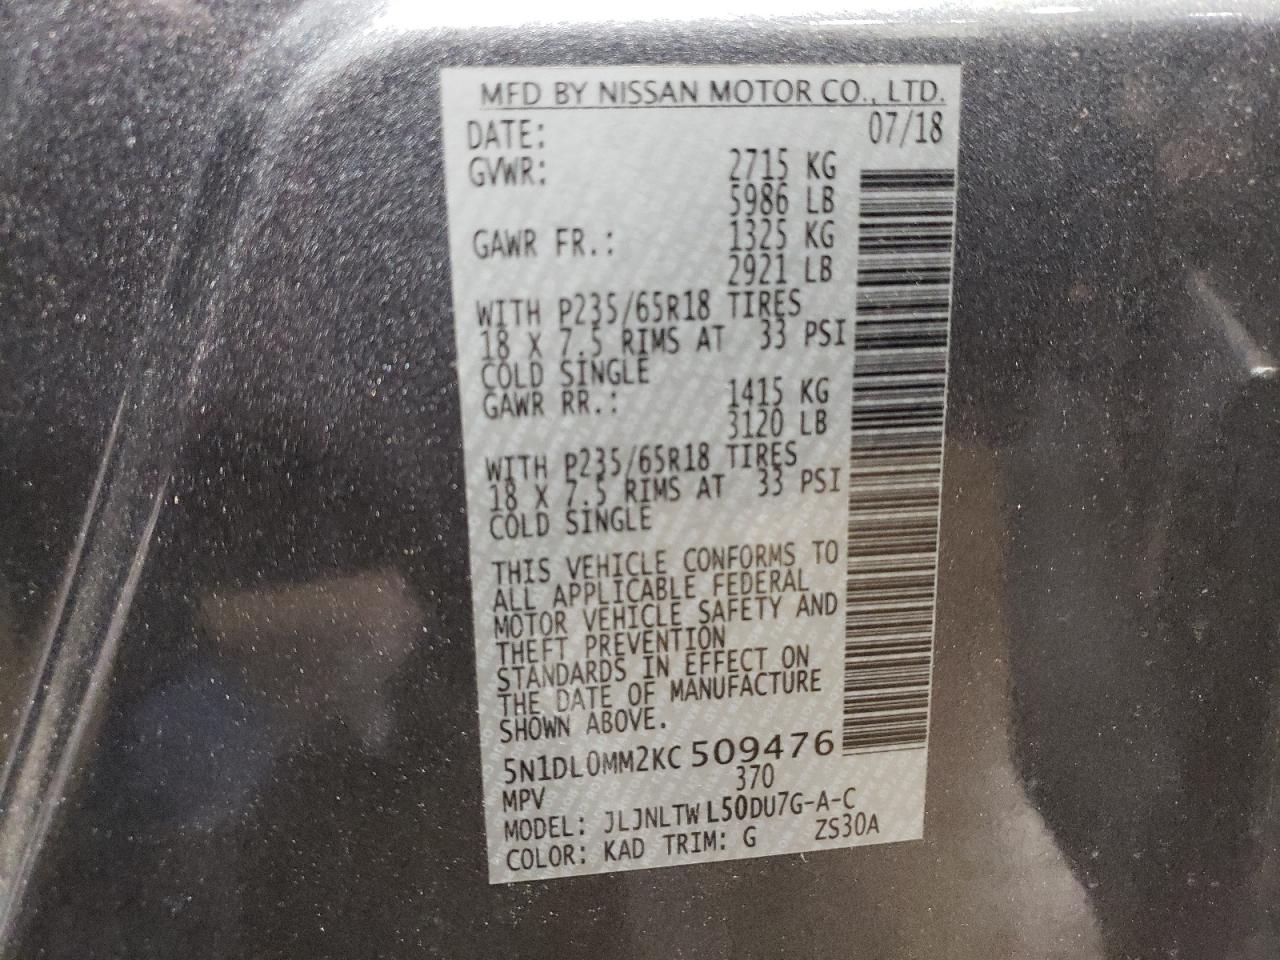 MFD BY NISSAN MOTOR CO., LTD.
DATE: 07/18
GVWR: 2715 KG
5986 LB
GAWR FR.: 1325 KG
2921 LB
WITH P235/65R18 TIRES
18 X 7.5 RIMS AT 33 PSI
COLD SINGLE
GAWR RR.: 1415 KG
3120 LB
WITH P235/65R18 TIRES
18 X 7.5 RIMS AT 33 PSI
COLD SINGLE
THIS VEHICLE CONFORMS TO
ALL APPLICABLE FEDERAL
MOTOR VEHICLE SAFETY AND
THEFT PREVENTION
STANDARDS IN EFFECT ON
THE DATE OF MANUFACTURE
SHOWN ABOVE.
5N1DL0MM2KC509476
MPV 370
MODEL: JLJNLTWL50DU7G-A-C
COLOR: KAD TRIM: G ZS30A